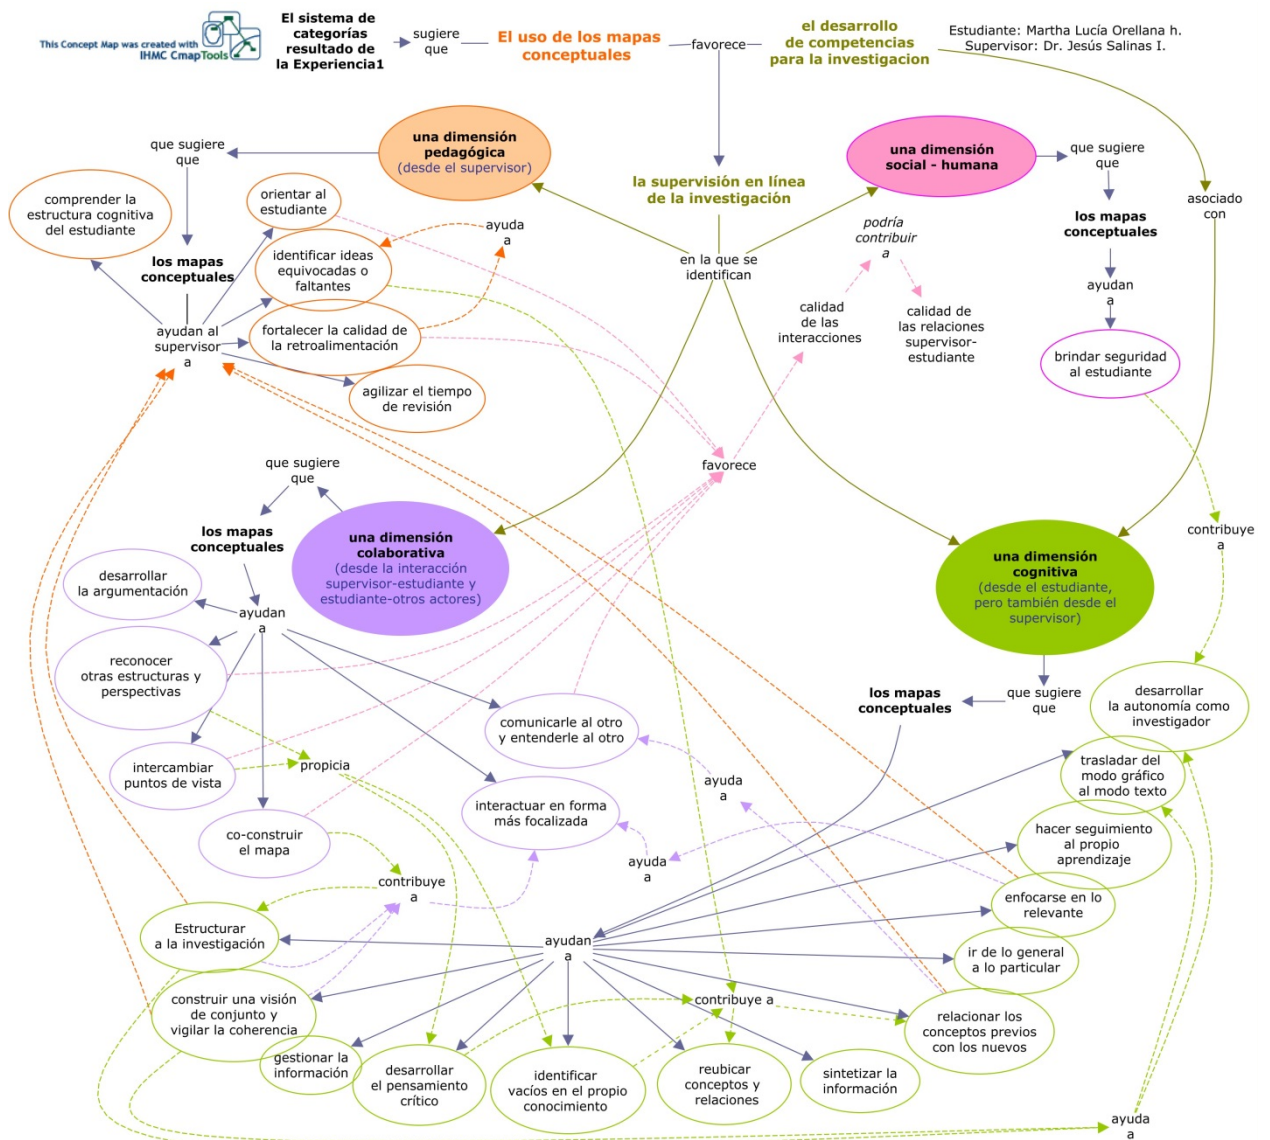 This Concept Map was created with
IHMC CmapTools
El sistema de
categorías
resultado de
la Experiencia1
sugiere
que
El uso de los mapas
conceptuales
favorece
el desarrollo
de competencias
para la investigacion
Estudiante: Martha Lucía Orellana h.
Supervisor: Dr. Jesús Salinas I.
que sugiere
que
una dimensión
pedagógica
(desde el supervisor)
una dimensión
social - humana
que sugiere
que
la supervisión en línea
de la investigación
asociado
con
comprender la
estructura cognitiva
del estudiante
orientar al
estudiante
ayuda
a
podría
contribuir
a
los mapas
conceptuales
los mapas
conceptuales
identificar ideas
equivocadas o
faltantes
en la que se
identifican
ayudan
a
ayudan al
supervisor
a
fortalecer la calidad de
la retroalimentación
calidad
de las
interacciones
calidad de
las relaciones
supervisor-
estudiante
brindar seguridad
al estudiante
agilizar el tiempo
de revisión
que sugiere
que
favorece
los mapas
conceptuales
una dimensión
colaborativa
(desde la interacción
supervisor-estudiante y
estudiante-otros actores)
una dimensión
cognitiva
(desde el estudiante,
pero también desde el
supervisor)
contribuye
a
desarrollar
la argumentación
ayudan
a
reconocer
otras estructuras y
perspectivas
comunicarle al otro
y entenderle al otro
los mapas
conceptuales
que sugiere
que
desarrollar
la autonomía como
investigador
intercambiar
puntos de vista
propicia
ayuda
a
trasladar del
modo gráfico
al modo texto
interactuar en forma
más focalizada
co-construir
el mapa
ayuda
a
hacer seguimiento
al propio
aprendizaje
contribuye
a
enfocarse en lo
relevante
Estructurar
a la investigación
ayudan
a
ir de lo general
a lo particular
construir una visión
de conjunto y
vigilar la coherencia
contribuye a
relacionar los
conceptos previos
con los nuevos
gestionar la
información
desarrollar
el pensamiento
crítico
identificar
vacíos en el propio
conocimiento
reubicar
conceptos y
relaciones
sintetizar la
información
ayuda
a